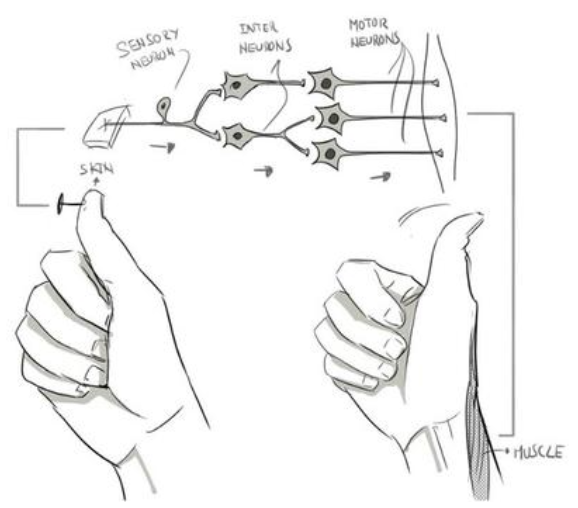 SENSORY
NEURON
INTER
NEURONS
MOTOR
NEURONS
SKIN
MUSCLE